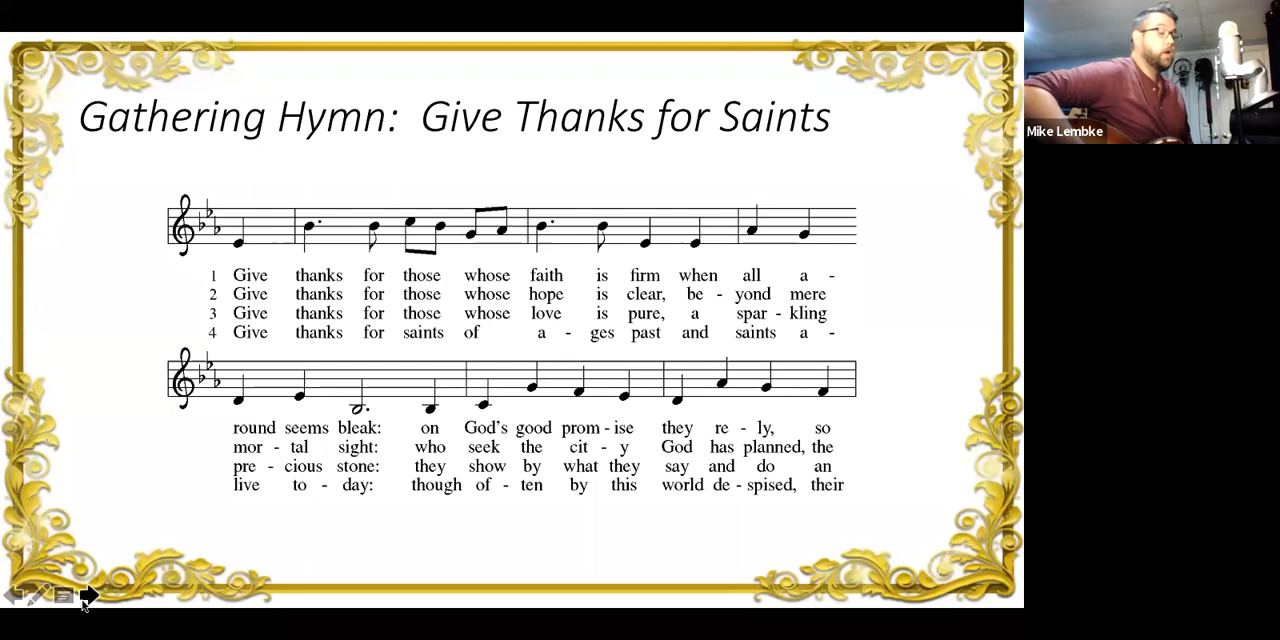 Gathering Hymn:  Give Thanks for Saints
Mike Lembke
1 Give thanks for those whose faith is firm when all a -
2 Give thanks for those whose hope is clear, be - yond mere
3 Give thanks for those whose love is pure, a spar - kling
4 Give thanks for saints of a - ges past and saints a -
round seems bleak: on God's good prom - ise they re - ly, so
mor - tal sight: who seek the cit - y God has planned, the
pre - cious stone: they show by what they say and do an
live to - day: though of - ten by this world de - spised, their